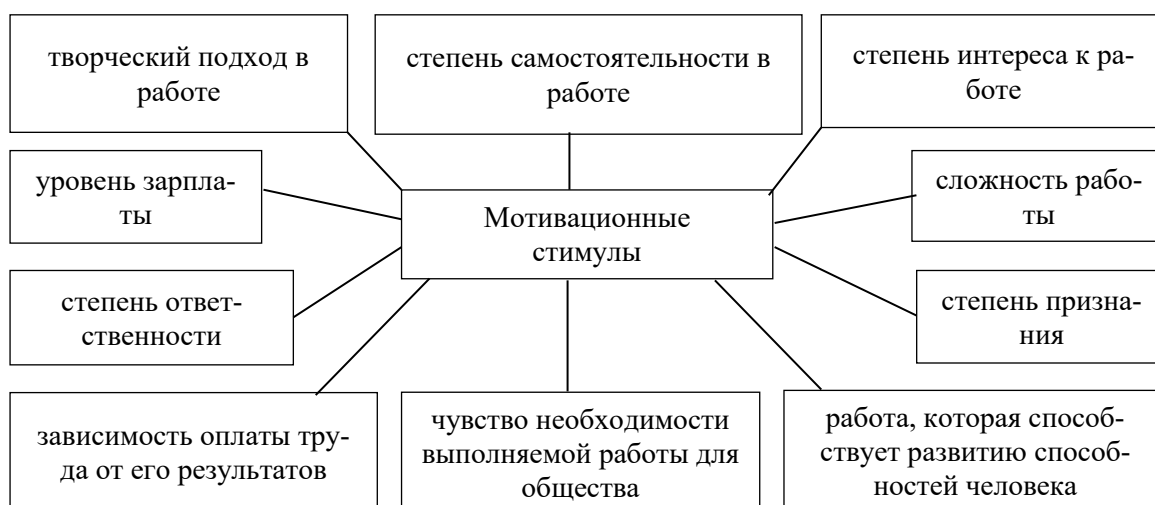 творческий подход в
работе
степень самостоятельности в
работе
степень интереса к ра-
боте
уровень зарпла-
ты
Мотивационные
стимулы
сложность рабо-
ты
степень ответ-
ственности
степень призна-
ния
зависимость оплаты тру-
да от его результатов
чувство необходимости
выполняемой работы для
общества
работа, которая способ-
ствует развитию способ-
ностей человека